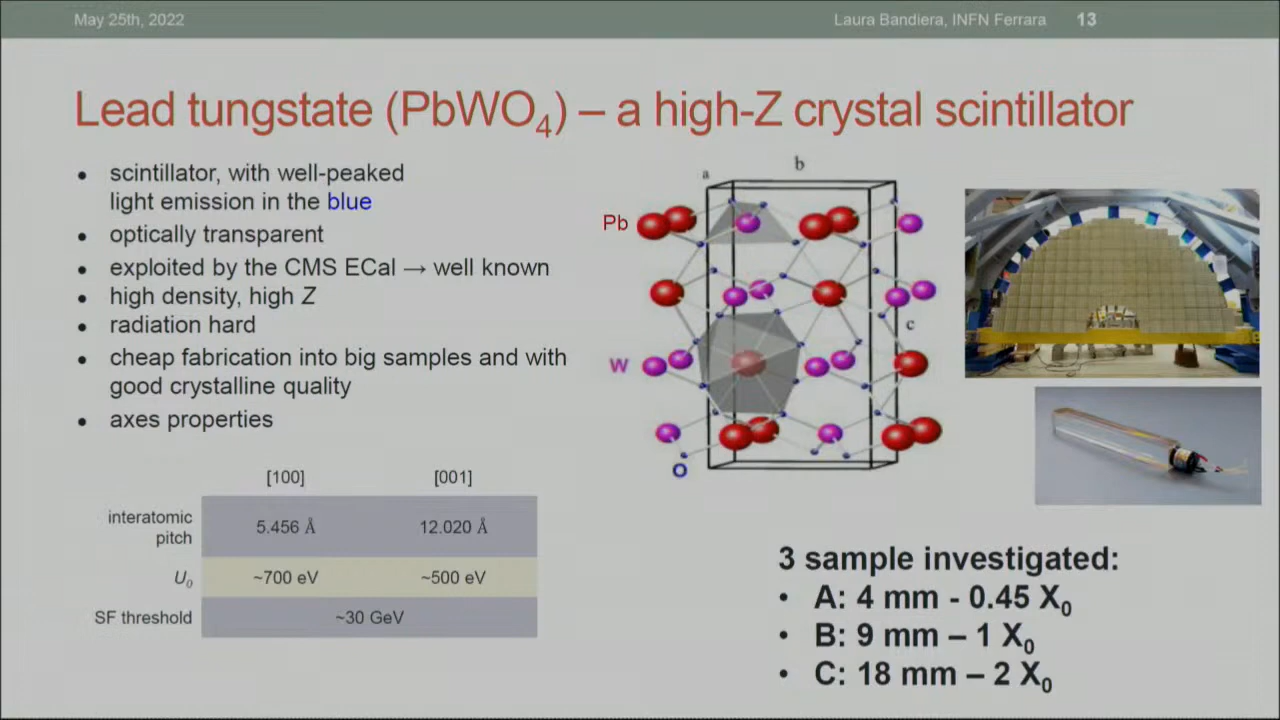 May 25th, 2022
Laura Bandiera, INFN Ferrara 13
Lead tungstate (PbWO₄) – a high-Z crystal scintillator
• scintillator, with well-peaked
light emission in the blue
• optically transparent
• exploited by the CMS ECal → well known
• high density, high Z
• radiation hard
• cheap fabrication into big samples and with
good crystalline quality
• axes properties
[100] [001]
interatomic
pitch
5.456 Å 12.020 Å
U₀ ~700 eV ~500 eV
SF threshold ~30 GeV
a b
Pb
c
W
O
3 sample investigated:
• A: 4 mm - 0.45 X₀
• B: 9 mm – 1 X₀
• C: 18 mm – 2 X₀